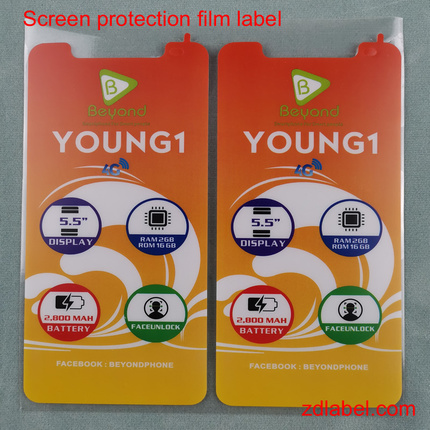 Screen protection film label
B
Beyond
YOUNG1
4G
5.5"
DISPLAY
RAM 2GB
ROM 16 GB
2,800 MAH
BATTERY
FACEUNLOCK
FACEBOOK : BEYONDPHONE
B
Beyond
YOUNG1
4G
5.5"
DISPLAY
RAM 2GB
ROM 16 GB
2,800 MAH
BATTERY
FACEUNLOCK
FACEBOOK : BEYONDPHONE
zdlabel.com